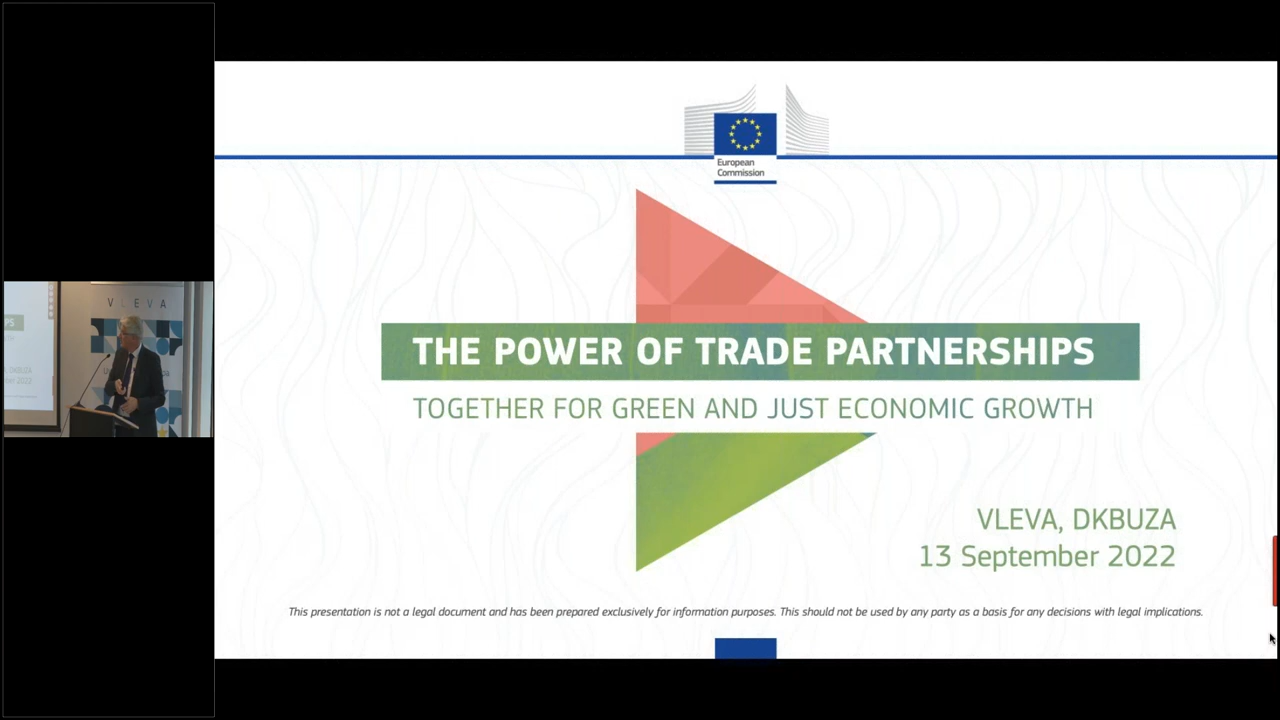 European
Commission
THE POWER OF TRADE PARTNERSHIPS
TOGETHER FOR GREEN AND JUST ECONOMIC GROWTH
VLEVA, DKBUZA
13 September 2022
This presentation is not a legal document and has been prepared exclusively for information purposes. This should not be used by any party as a basis for any decisions with legal implications.
VLEVA